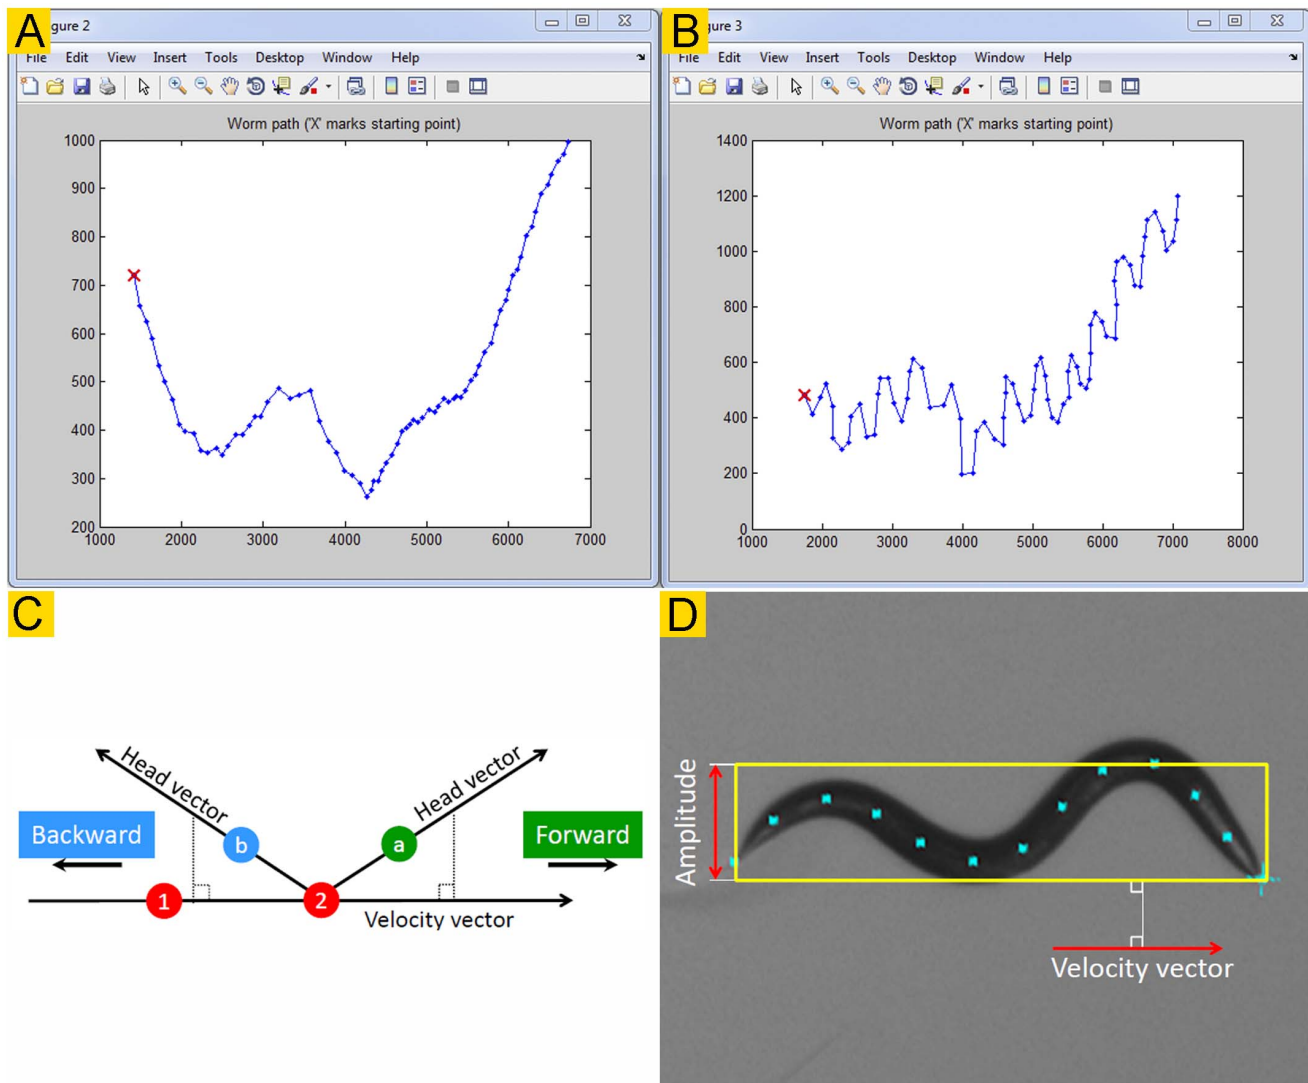 A gure 2
File Edit View Insert Tools Desktop Window Help
Worm path ('X' marks starting point)
1000
900
800
700
600
500
400
300
200
1000 2000 3000 4000 5000 6000 7000
B gure 3
File Edit View Insert Tools Desktop Window Help
Worm path ('X' marks starting point)
1400
1200
1000
800
600
400
200
0
1000 2000 3000 4000 5000 6000 7000 8000
C
Head vector
Head vector
Backward
b
a
Forward
1
2
Velocity vector
D
Amplitude
Velocity vector